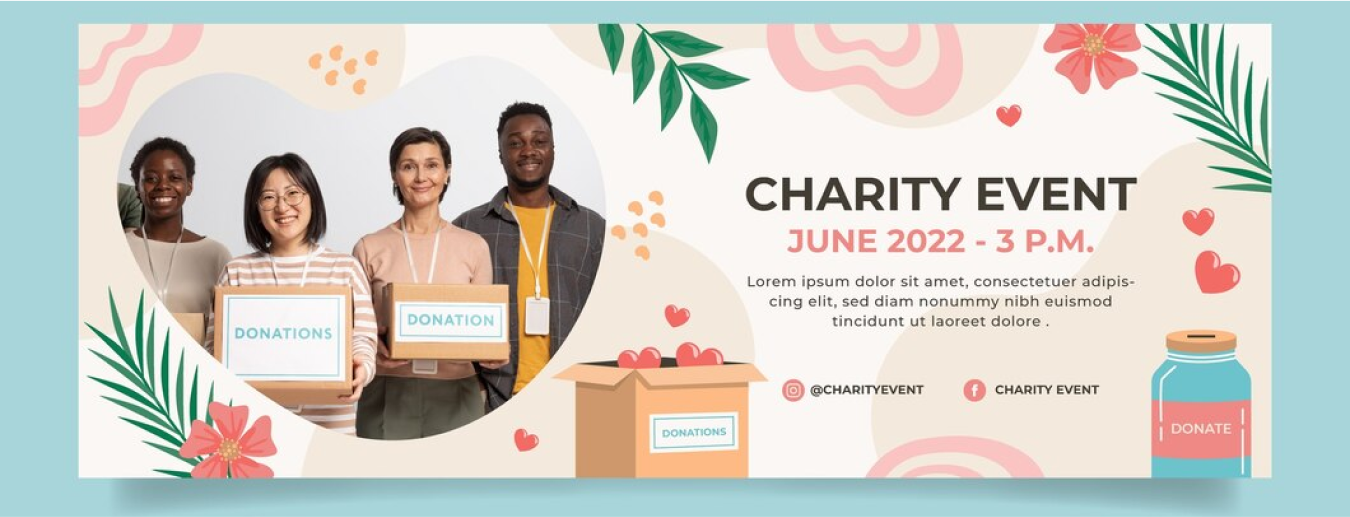 DONATIONS
DONATION
CHARITY EVENT
JUNE 2022 - 3 P.M.
Lorem ipsum dolor sit amet, consectetuer adipis-
cing elit, sed diam nonummy nibh euismod
tincidunt ut laoreet dolore .
@CHARITYEVENT
CHARITY EVENT
DONATIONS
DONATE